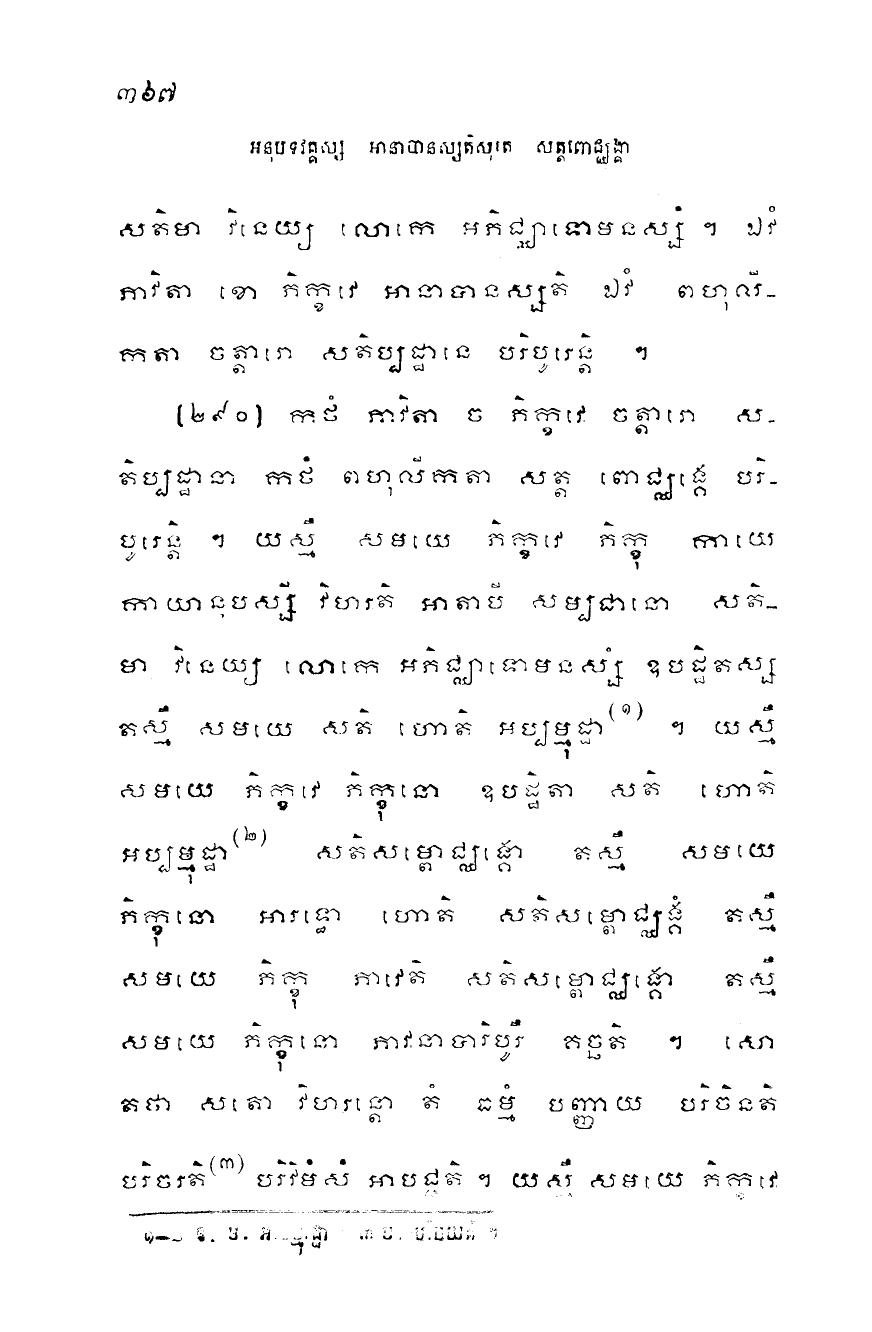 ៣៦៧
អនុបទវគ្គស្ស អានាបានស្សតិសុត្តេ សត្តពោជ្ឈង្គា
សតិមា វិនេយ្យ លោកេ អភិជ្ឈាទោមនស្សំ ។ ឯវំ
ភាវិតា ខោ ភិក្ខវេ អានាបានស្សតិ ឯវំ ពហុលី-
កតា ចត្តារោ សតិប្បដ្ឋានេ បរិបូរេន្តិ ។
(២៩០) កថំ ភាវិតា ច ភិក្ខវេ ចត្តារោ ស-
តិប្បដ្ឋានា កថំ ពហុលីកតា សត្ត ពោជ្ឈង្គេ បរិ-
បូរេន្តិ ។ យស្មឹ សមយេ ភិក្ខវេ ភិក្ខុ កាយេ
កាយានុបស្សី វិហរតិ អាតាបី សម្បជានោ សតិ-
មា វិនេយ្យ លោកេ អភិជ្ឈាទោមនស្សំ ឧបដ្ឋិតស្ស
តស្មឹ សមយេ សតិ ហោតិ អប្បម្មុដ្ឋា(១) ។ យស្មឹ
សមយេ ភិក្ខវេ ភិក្ខុនោ ឧបដ្ឋិតា សតិ ហោតិ
អប្បម្មុដ្ឋា(២) សតិសម្ពោជ្ឈង្គោ តស្មឹ សមយេ
ភិក្ខុនោ អារទ្ធោ ហោតិ សតិសម្ពោជ្ឈង្គំ តស្មឹ
សមយេ ភិក្ខុ ភាវេតិ សតិសម្ពោជ្ឈង្គោ តស្មឹ
សមយេ ភិក្ខុនោ ភាវនាបារិបូរឹ គច្ឆតិ ។ សោ
តថា សតោ វិហរន្តោ តំ ធម្មំ បញ្ញាយ បរិចិនតិ
បរិចរតិ(៣) បរិវិមំសំ អាបជ្ជតិ ។ យស្មឹ សមយេ ភិក្ខវេ
១-២ ឱ. ម. អសម្មុដ្ឋា ៣ ប. បវិចយតិ ។